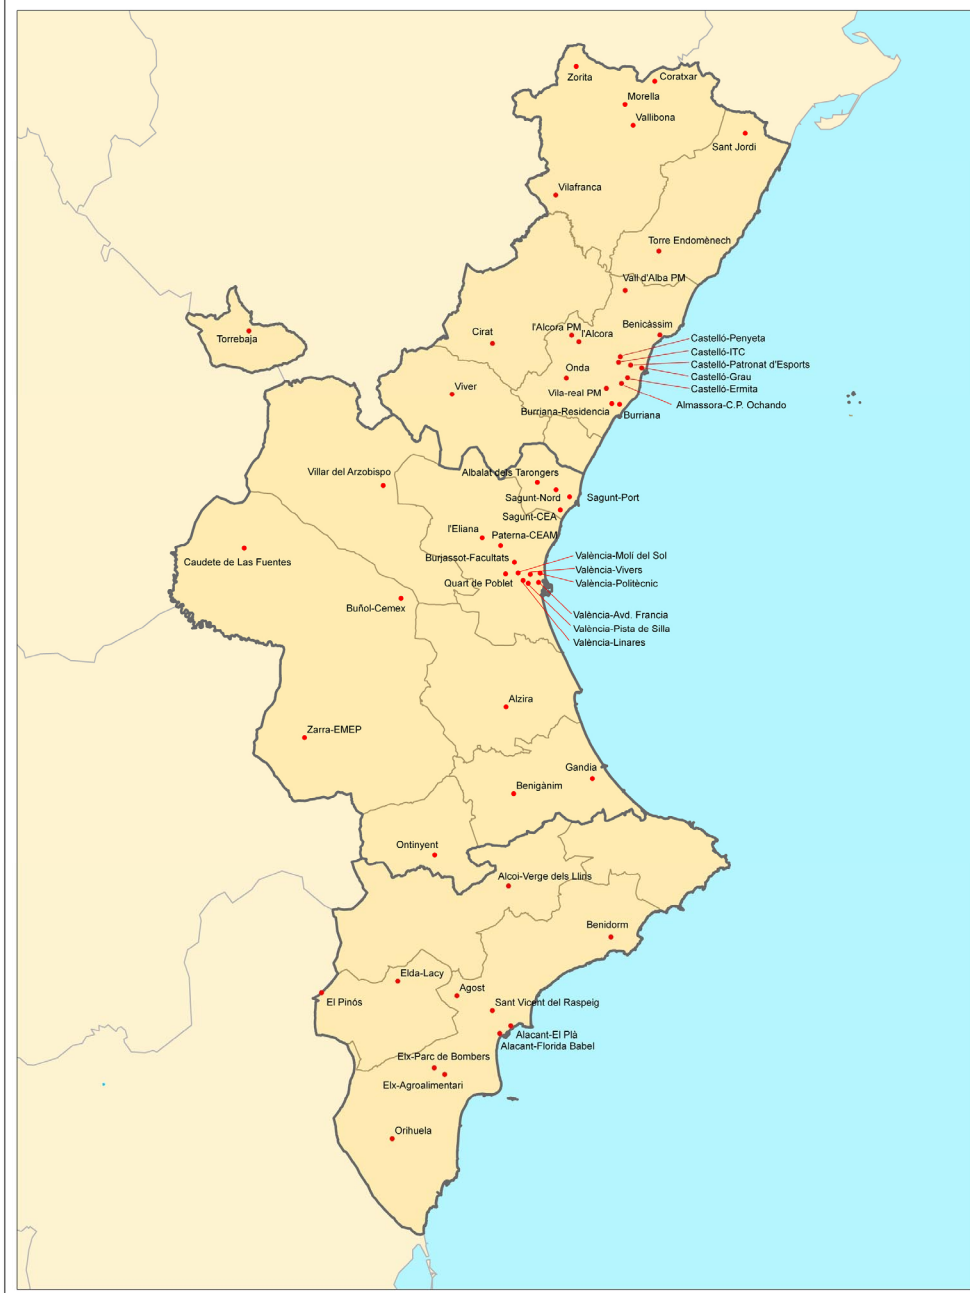 Zorita
Coratxar
Morella
Vallibona
Sant Jordi
Vilafranca
Torre Endomènech
Vall d'Alba PM
Torrebaja
Cirat
l'Alcora PM
l'Alcora
Benicàssim
Castelló-Penyeta
Castelló-ITC
Castelló-Patronat d'Esports
Castelló-Grau
Castelló-Ermita
Almassora-C.P. Ochando
Onda
Viver
Vila-real PM
Burriana-Residencia
Burriana
Villar del Arzobispo
Albalat dels Tarongers
Sagunt-Nord
Sagunt-Port
Sagunt-CEA
l'Eliana
Paterna-CEAM
Caudete de Las Fuentes
Burjassot-Facultats
València-Molí del Sol
València-Vivers
València-Politècnic
Quart de Poblet
Buñol-Cemex
València-Avd. Francia
València-Pista de Silla
València-Linares
Alzira
Zarra-EMEP
Gandia
Benigànim
Ontinyent
Alcoi-Verge dels Lliris
Benidorm
Elda-Lacy
El Pinós
Agost
Sant Vicent del Raspeig
Alacant-El Plà
Alacant-Florida Babel
Elx-Parc de Bombers
Elx-Agroalimentari
Orihuela